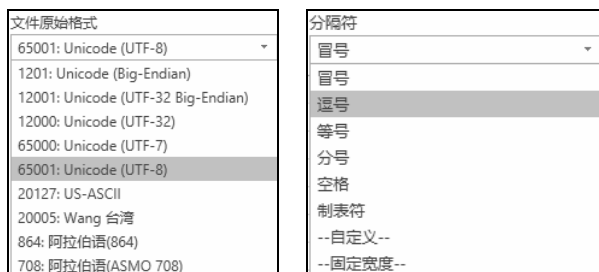 文件原始格式
65001: Unicode (UTF-8)
1201: Unicode (Big-Endian)
12001: Unicode (UTF-32 Big-Endian)
12000: Unicode (UTF-32)
65000: Unicode (UTF-7)
65001: Unicode (UTF-8)
20127: US-ASCII
20005: Wang 台湾
864: 阿拉伯语(864)
708: 阿拉伯语(ASMO 708)
分隔符
冒号
冒号
逗号
等号
分号
空格
制表符
--自定义--
--固定宽度--